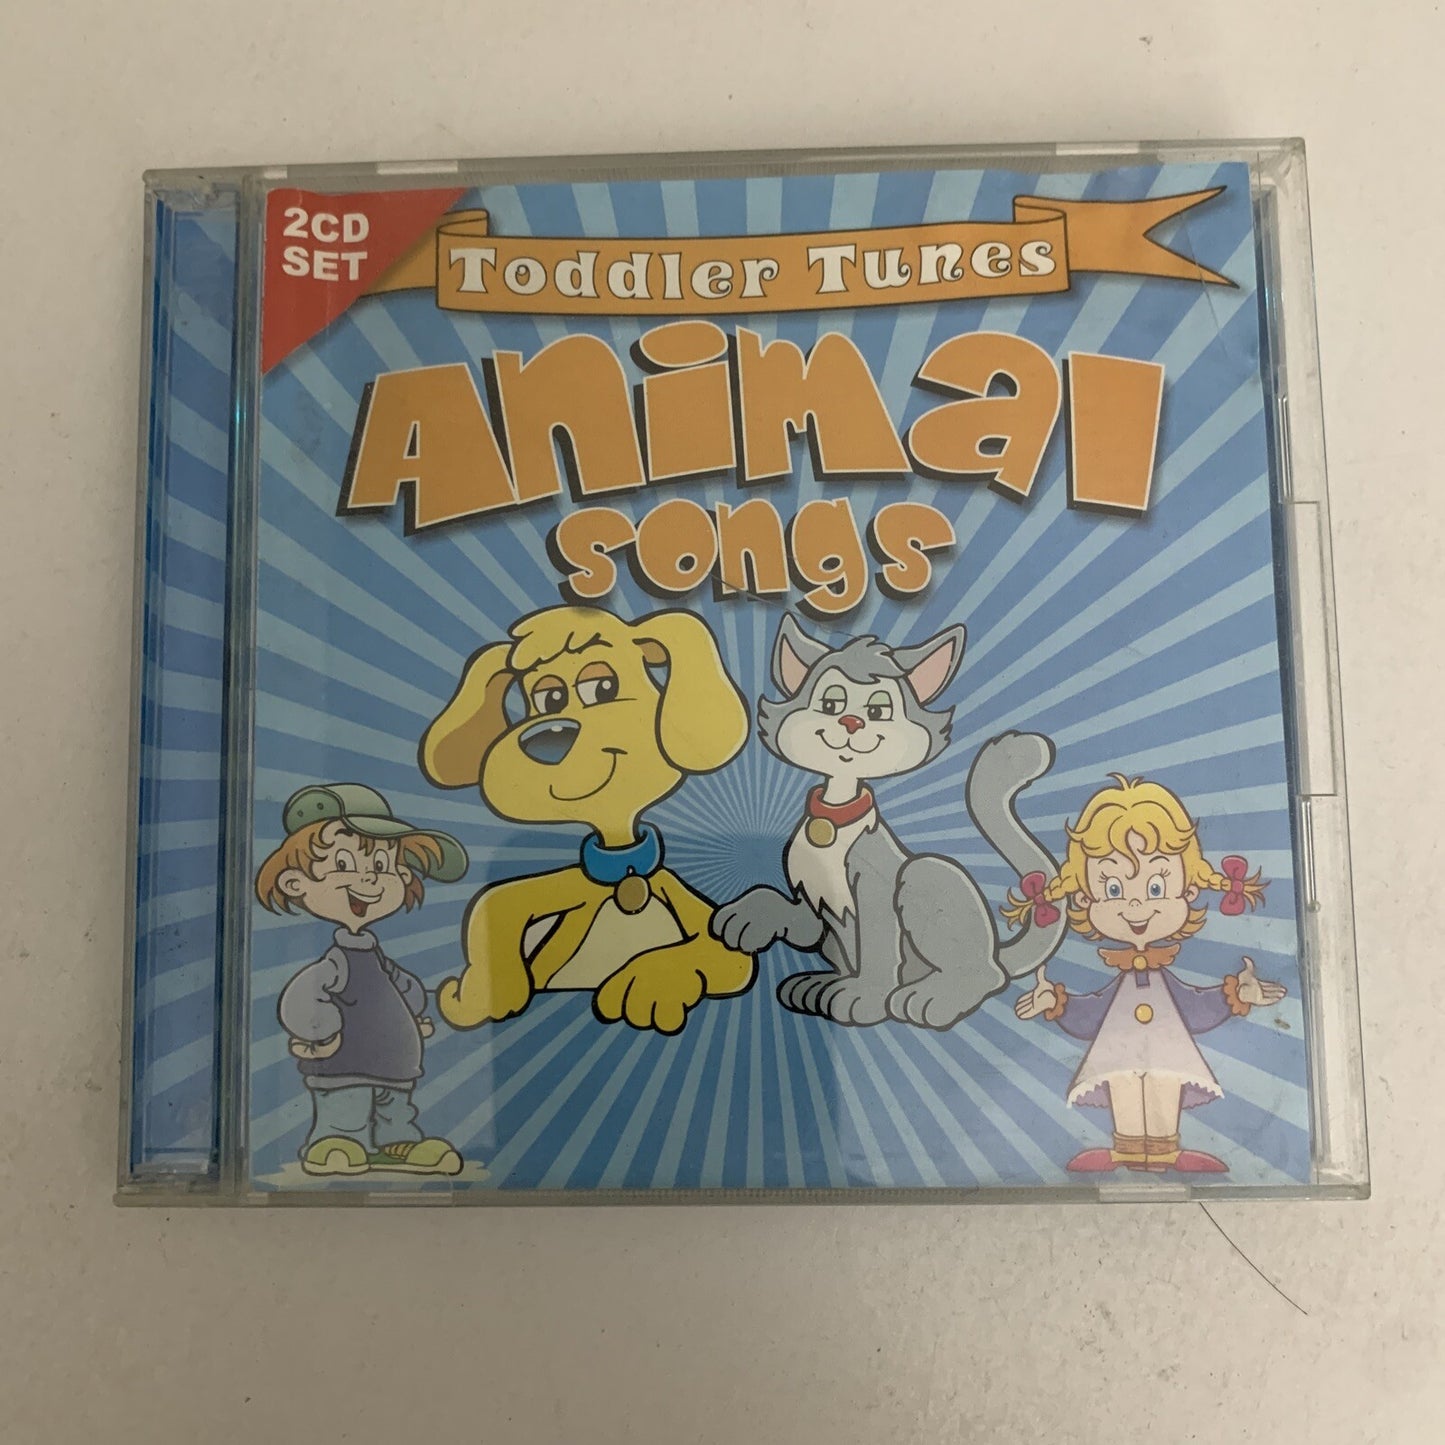 2CD
SET
Toddler Tunes
Animal
songs